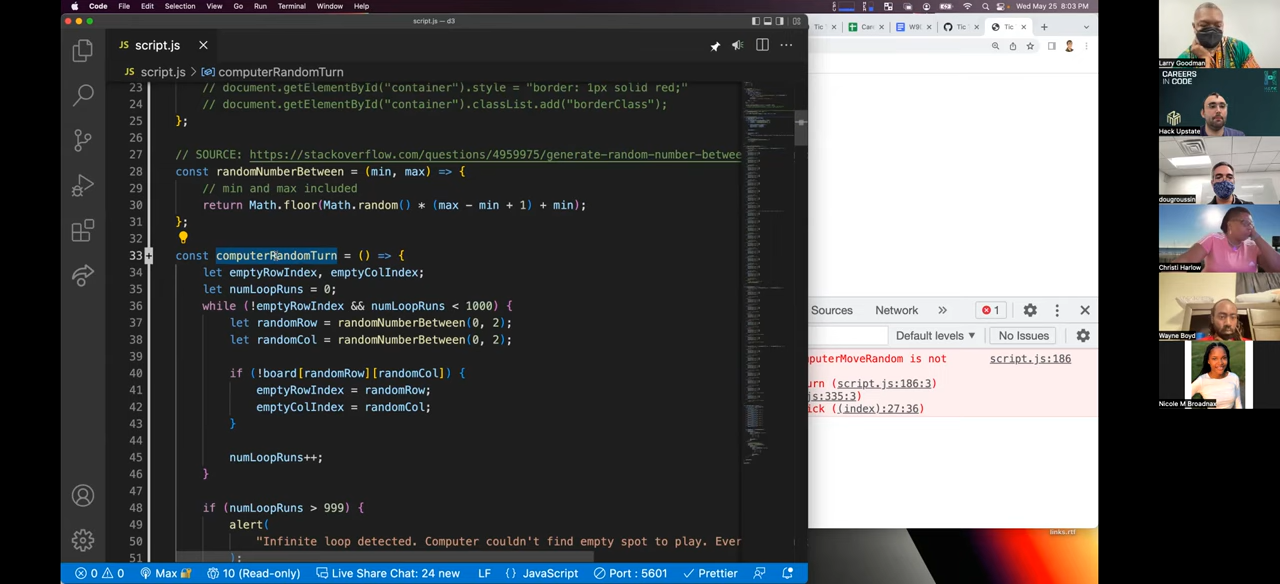 Code File Edit Selection View Go Run Terminal Window Help
Wed May 25 8:03 PM
script.js — d3
script.js
script.js > computerRandomTurn
23 // document.getElementById("container").style = "border: 1px solid red;"
24 // document.getElementById("container").classList.add("borderClass");
25 };
26
27 // SOURCE: https://stackoverflow.com/questions/4959975/generate-random-number-betwee
28 const randomNumberBetween = (min, max) => {
29 // min and max included
30 return Math.floor(Math.random() * (max - min + 1) + min);
31 };
32
33 const computerRandomTurn = () => {
34 let emptyRowIndex, emptyColIndex;
35 let numLoopRuns = 0;
36 while (!emptyRowIndex && numLoopRuns < 1000) {
37 let randomRow = randomNumberBetween(0, 2);
38 let randomCol = randomNumberBetween(0, 2);
39
40 if (!board[randomRow][randomCol]) {
41 emptyRowIndex = randomRow;
42 emptyColIndex = randomCol;
43 }
44
45 numLoopRuns++;
46 }
47
48 if (numLoopRuns > 999) {
49 alert(
50 "Infinite loop detected. Computer couldn't find empty spot to play. Ever
51 );
0 0 Max 10 (Read-only) Live Share Chat: 24 new LF {} JavaScript Port : 5601 Prettier
Tic Car W9 Tic Tic
Sources Network » 1
Default levels No Issues
puterMoveRandom is not script.js:186
urn (script.js:186:3)
js:335:3)
ick ((index):27:36)
links.rtf
Larry Goodman
CAREERS
IN CODE
Hack Upstate
dougroussin
Christi Harlow
Wayne Boyd
Nicole M Broadnax